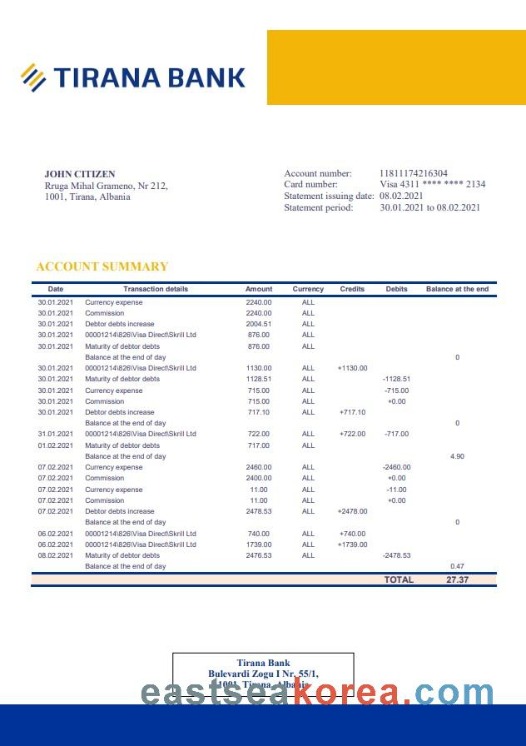 TIRANA BANK
JOHN CITIZEN
Rruga Mihal Grameno, Nr 212,
1001, Tirana, Albania
Account number: 11811174216304
Card number: Visa 4311 **** **** 2134
Statement issuing date: 08.02.2021
Statement period: 30.01.2021 to 08.02.2021
ACCOUNT SUMMARY
Date Transaction details Amount Currency Credits Debits Balance at the end
30.01.2021 Currency expense 2240.00 ALL
30.01.2021 Commission 2240.00 ALL
30.01.2021 Debtor debts increase 2004.51 ALL
30.01.2021 00001214\826\Visa Direct\Skrill Ltd 876.00 ALL
30.01.2021 Maturity of debtor debts 876.00 ALL
Balance at the end of day 0
30.01.2021 00001214\826\Visa Direct\Skrill Ltd 1130.00 ALL +1130.00
30.01.2021 Maturity of debtor debts 1128.51 ALL -1128.51
30.01.2021 Currency expense 715.00 ALL -715.00
30.01.2021 Commission 715.00 ALL +0.00
30.01.2021 Debtor debts increase 717.10 ALL +717.10
Balance at the end of day 0
31.01.2021 00001214\826\Visa Direct\Skrill Ltd 722.00 ALL +722.00 -717.00
01.02.2021 Maturity of debtor debts 717.00 ALL
Balance at the end of day 4.90
07.02.2021 Currency expense 2460.00 ALL -2460.00
07.02.2021 Commission 2400.00 ALL +0.00
07.02.2021 Currency expense 11.00 ALL -11.00
07.02.2021 Commission 11.00 ALL +0.00
07.02.2021 Debtor debts increase 2478.53 ALL +2478.00
Balance at the end of day 0
06.02.2021 00001214\826\Visa Direct\Skrill Ltd 740.00 ALL +740.00
06.02.2021 00001214\826\Visa Direct\Skrill Ltd 1739.00 ALL +1739.00
08.02.2021 Maturity of debtor debts 2476.53 ALL -2478.53
Balance at the end of day 0.47
TOTAL 27.37
Tirana Bank
Bulevardi Zogu I Nr. 55/1,
1001, Tirana, Albania
eastseakorea.com